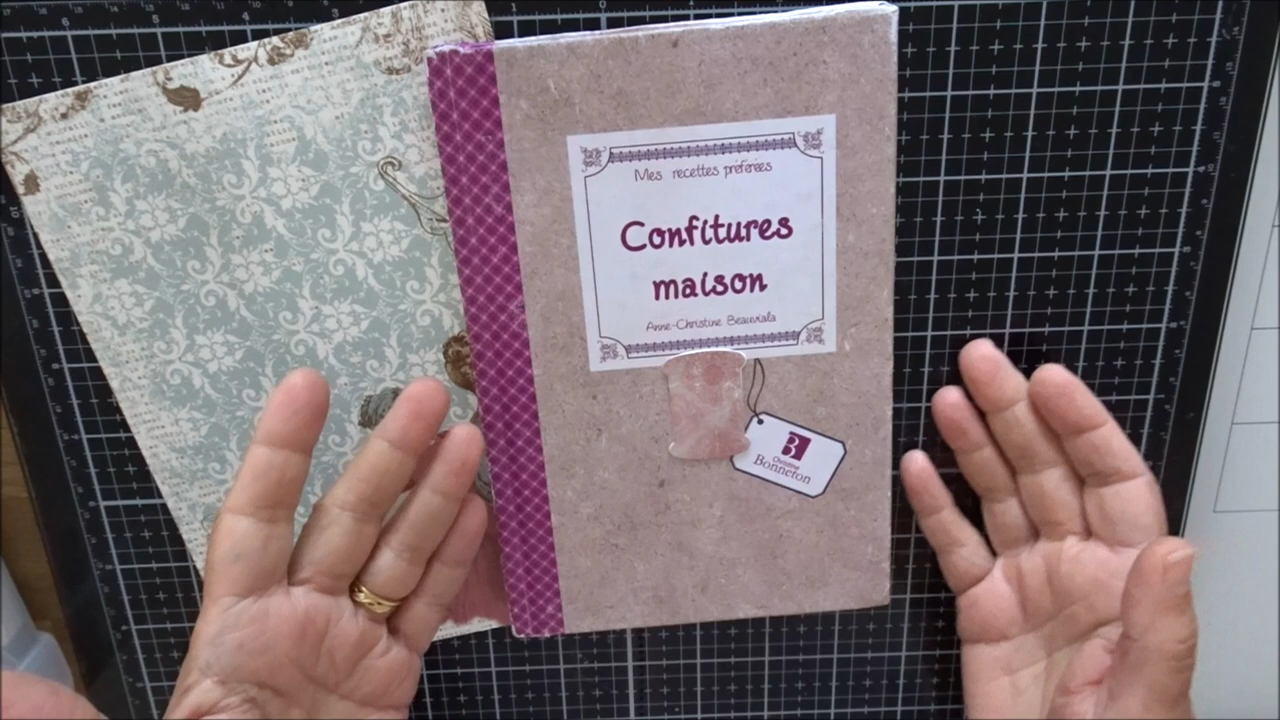 Mes recettes préférées
Confitures
maison
Anne-Christine Beauviala
Christine
Bonneton